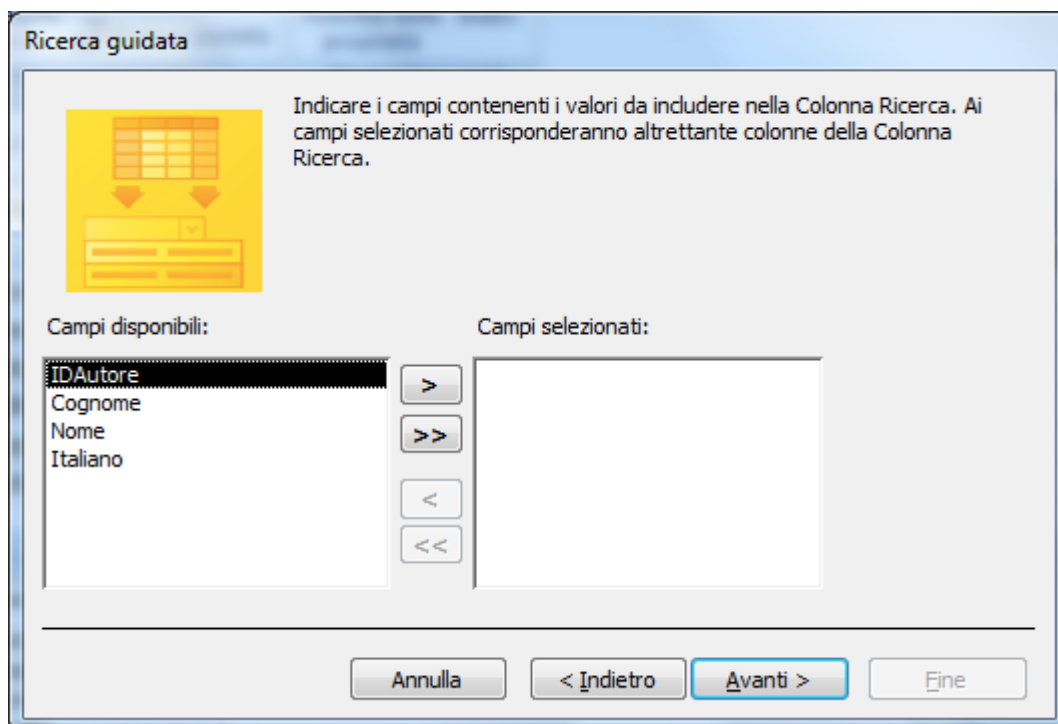 Ricerca guidata
Indicare i campi contenenti i valori da includere nella Colonna Ricerca. Ai
campi selezionati corrisponderanno altrettante colonne della Colonna
Ricerca.
Campi disponibili:
Campi selezionati:
IDAutore
Cognome
Nome
Italiano
>
>>
<
<<
Annulla
< Indietro
Avanti >
Fine